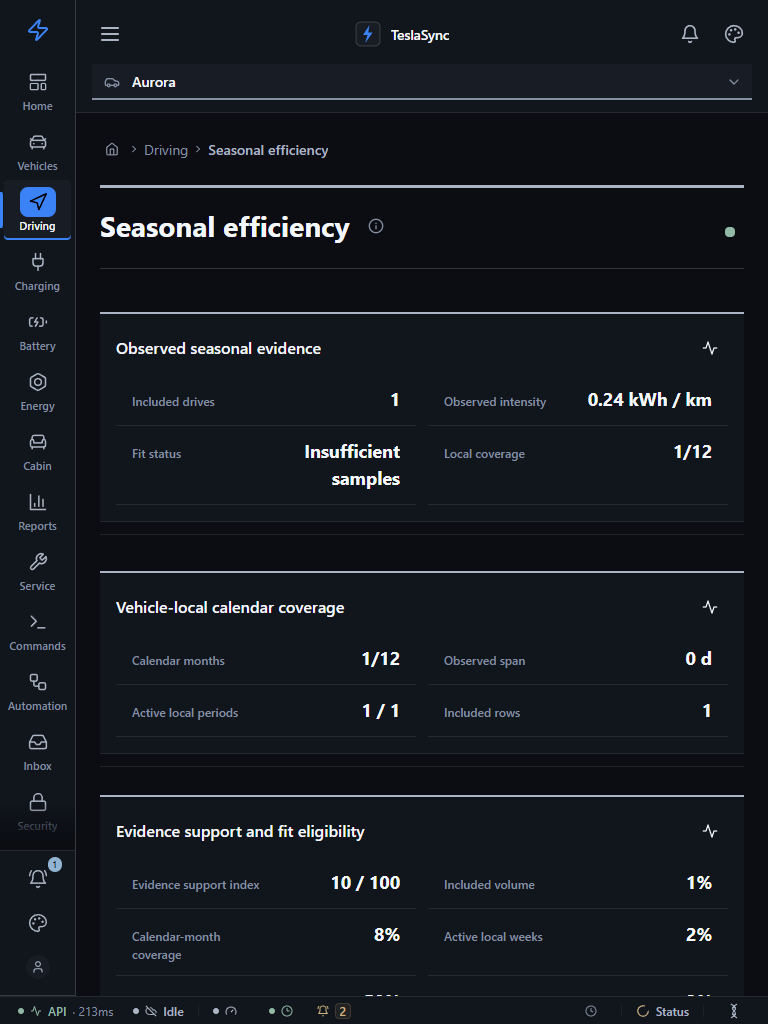 TeslaSync
Aurora
Home
Vehicles
Driving
Charging
Battery
Energy
Cabin
Reports
Service
Commands
Automation
Inbox
Security
1
Driving
Seasonal efficiency
Seasonal efficiency
Observed seasonal evidence
Included drives 1
Observed intensity 0.24 kWh / km
Fit status Insufficient
samples
Local coverage 1/12
Vehicle-local calendar coverage
Calendar months 1/12
Observed span 0 d
Active local periods 1 / 1
Included rows 1
Evidence support and fit eligibility
Evidence support index 10 / 100
Included volume 1%
Calendar-month
coverage
8%
Active local weeks 2%
API · 213ms
Idle
2
Status